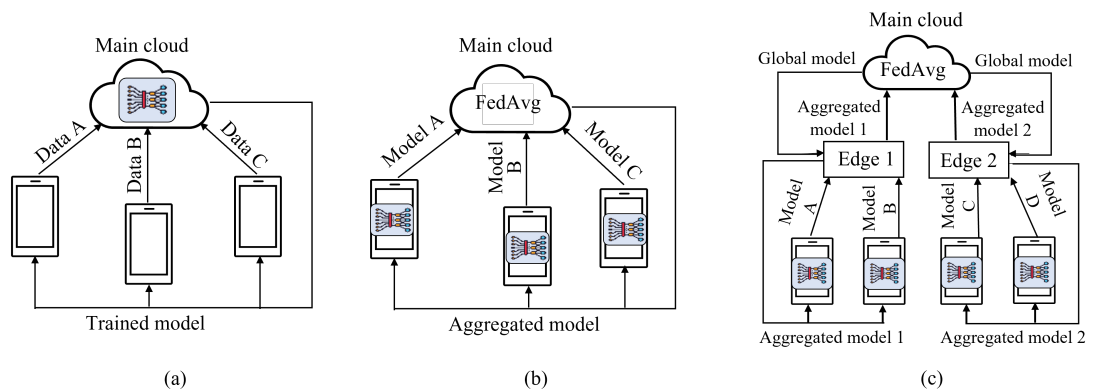 Main cloud
Data A
Data B
Data C
Trained model
(a)
Main cloud
FedAvg
Model A
Model
B
Model C
Aggregated model
(b)
Main cloud
FedAvg
Global model
Global model
Aggregated
model 1
Aggregated
model 2
Edge 1
Edge 2
Model
A
Model
B
Model
C
Model
D
Aggregated model 1
Aggregated model 2
(c)